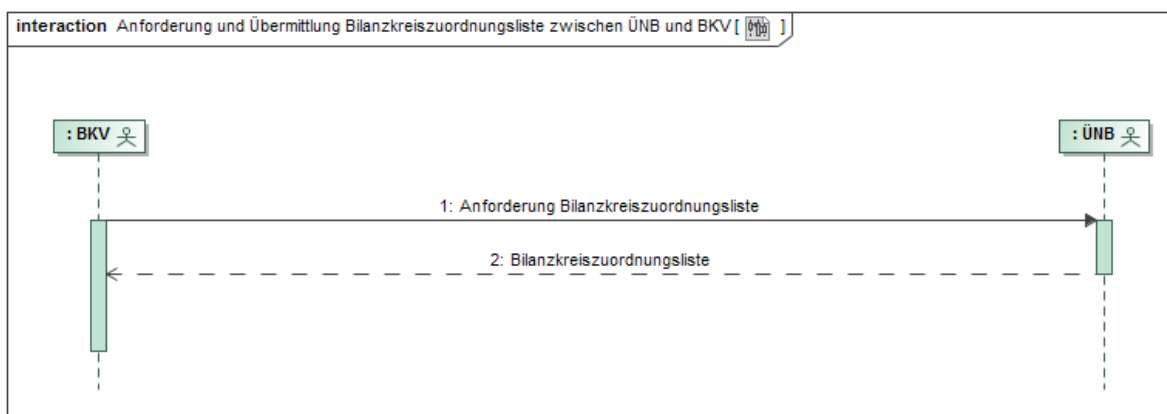 interaction Anforderung und Übermittlung Bilanzkreiszuordnungsliste zwischen ÜNB und BKV [ ]
: BKV
: ÜNB
1: Anforderung Bilanzkreiszuordnungsliste
2: Bilanzkreiszuordnungsliste